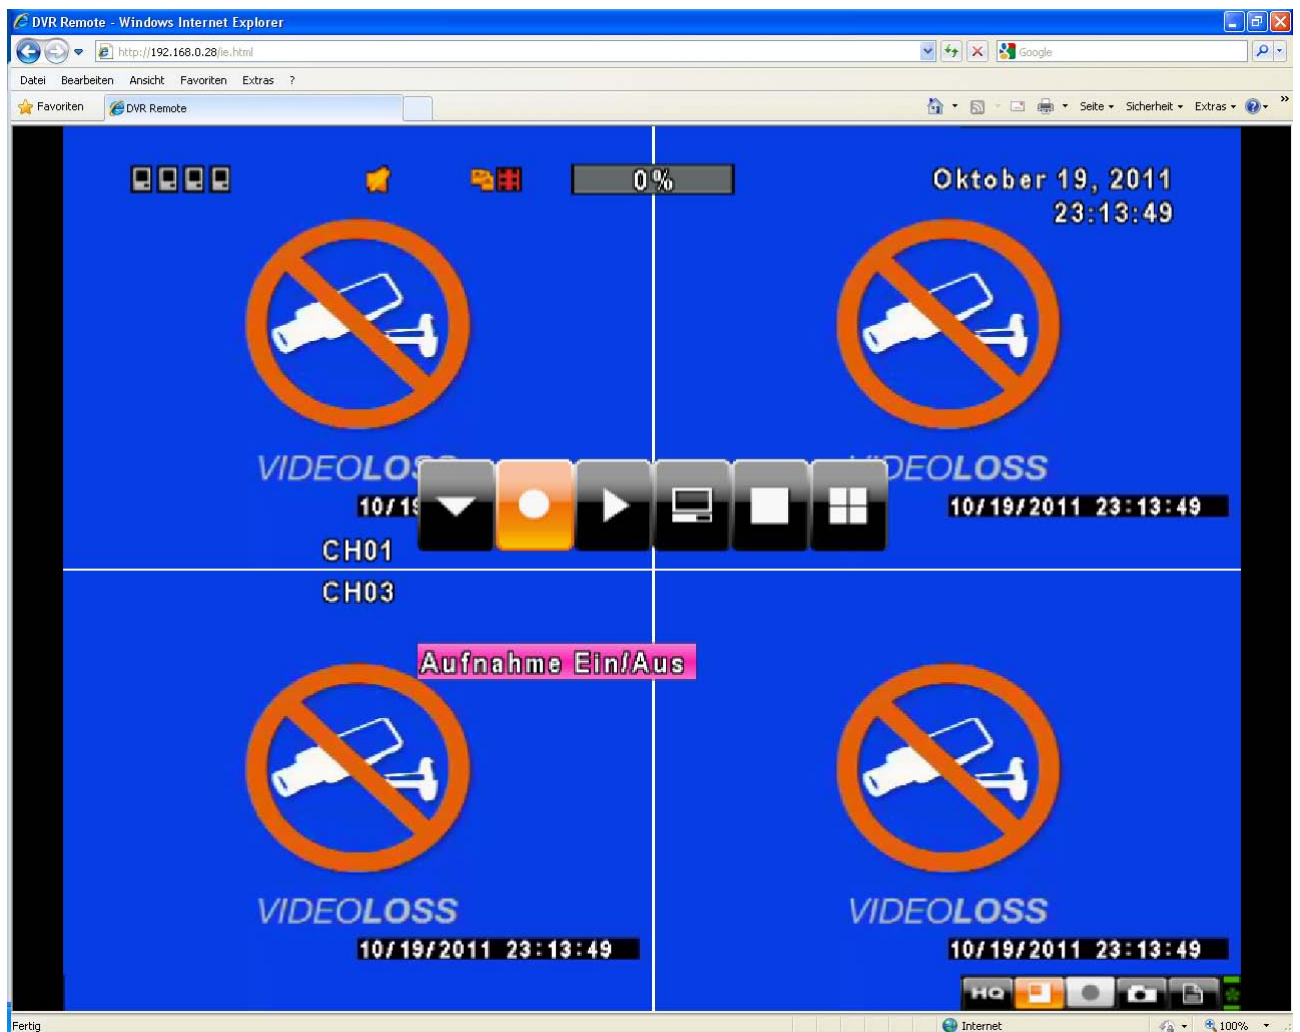 DVR Remote - Windows Internet Explorer
http://192.168.0.28/ie.html
Google
Datei Bearbeiten Ansicht Favoriten Extras ?
Favoriten DVR Remote Seite Sicherheit Extras »
0% Oktober 19, 2011
23:13:49
VIDEOLOSS
10/19/2011 23:13:49
CH01
CH03
Aufnahme Ein/Aus
VIDEOLOSS VIDEOLOSS
10/19/2011 23:13:49 10/19/2011 23:13:49
HQ
Fertig Internet 100%